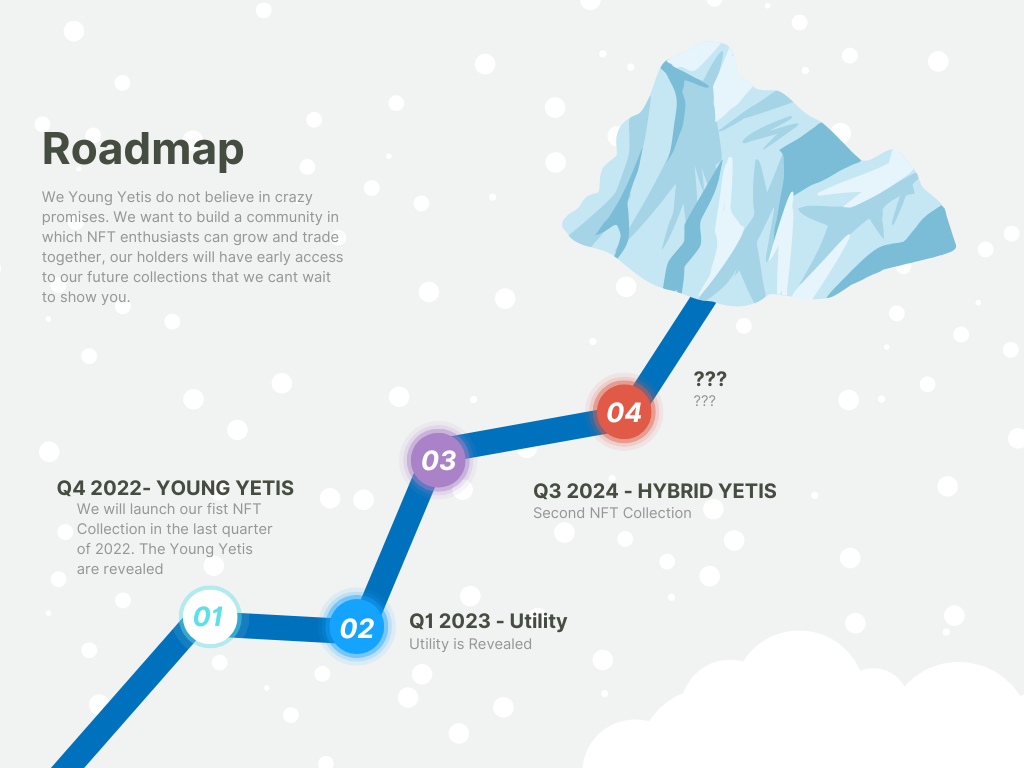 Roadmap
We Young Yetis do not believe in crazy
promises. We want to build a community in
which NFT enthusiasts can grow and trade
together, our holders will have early access
to our future collections that we cant wait
to show you.
???
???
04
03
Q4 2022- YOUNG YETIS
We will launch our fist NFT
Collection in the last quarter
of 2022. The Young Yetis
are revealed
Q3 2024 - HYBRID YETIS
Second NFT Collection
01
02
Q1 2023 - Utility
Utility is Revealed